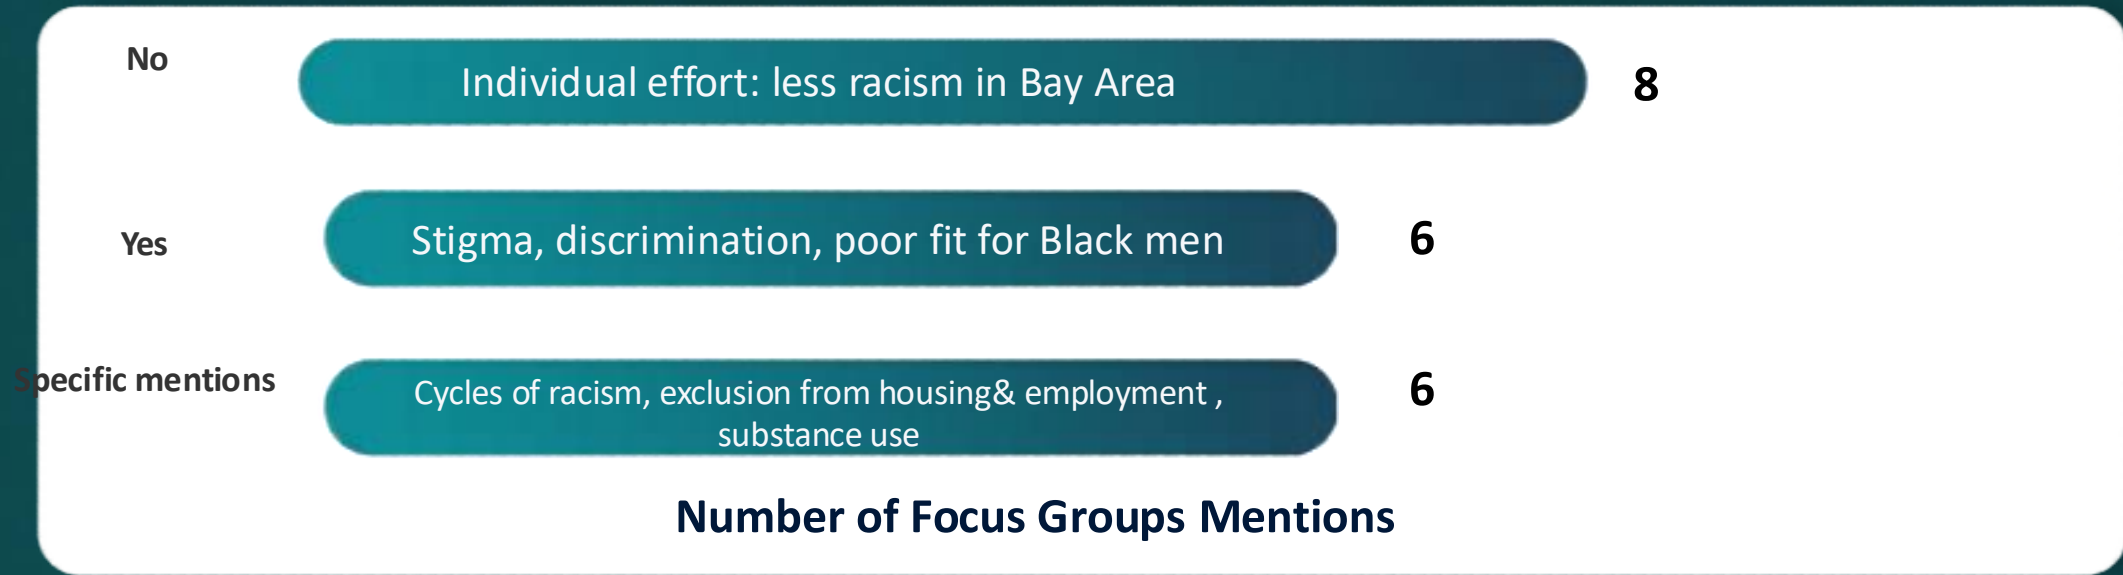 No
Individual effort: less racism in Bay Area
8
Yes
Stigma, discrimination, poor fit for Black men
6
Specific mentions
Cycles of racism, exclusion from housing& employment ,
substance use
6
Number of Focus Groups Mentions